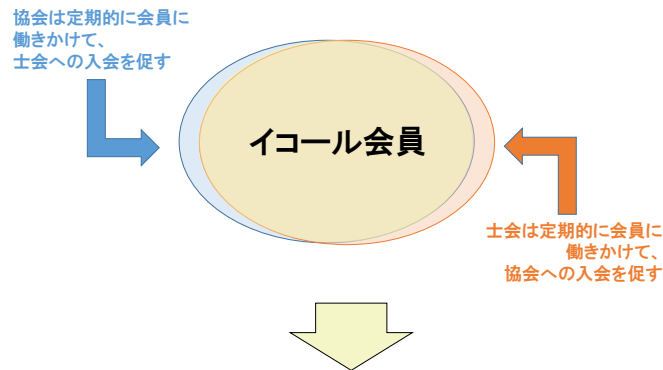 協会は定期的に会員に
働きかけて、
士会への入会を促す
イコール会員
士会は定期的に会員に
働きかけて、
協会への入会を促す